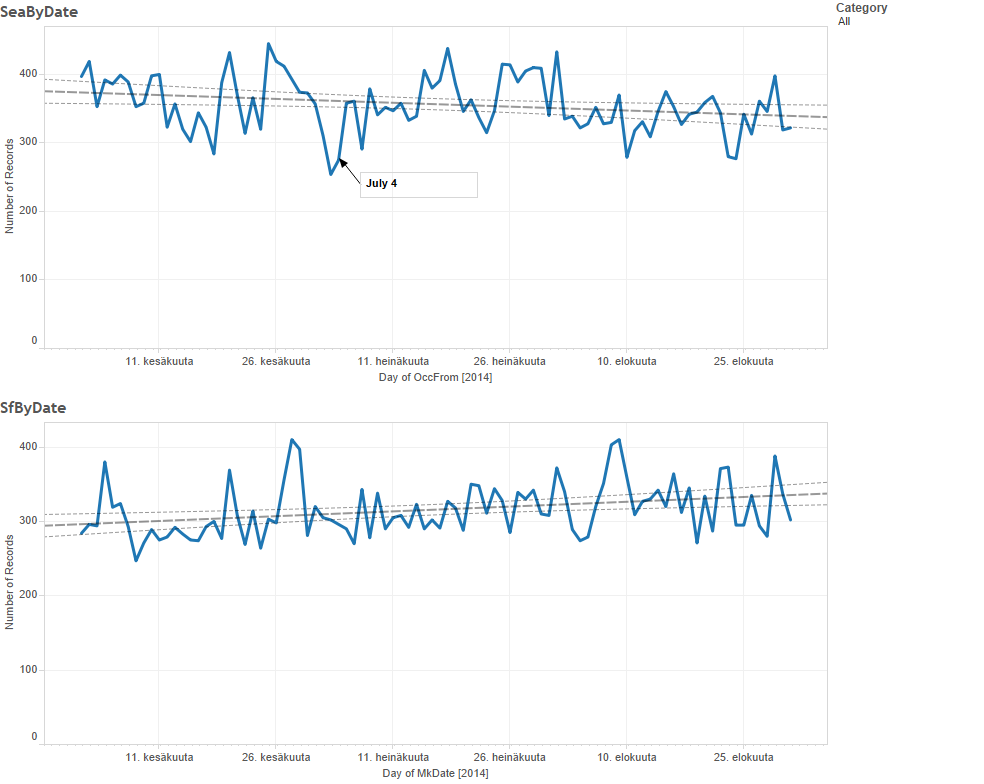 SeaByDate
Category
All
400
300
200
100
0
Number of Records
July 4
11. kesäkuuta 26. kesäkuuta 11. heinäkuuta 26. heinäkuuta 10. elokuuta 25. elokuuta
Day of OccFrom [2014]
SfByDate
400
300
200
100
0
Number of Records
11. kesäkuuta 26. kesäkuuta 11. heinäkuuta 26. heinäkuuta 10. elokuuta 25. elokuuta
Day of MkDate [2014]